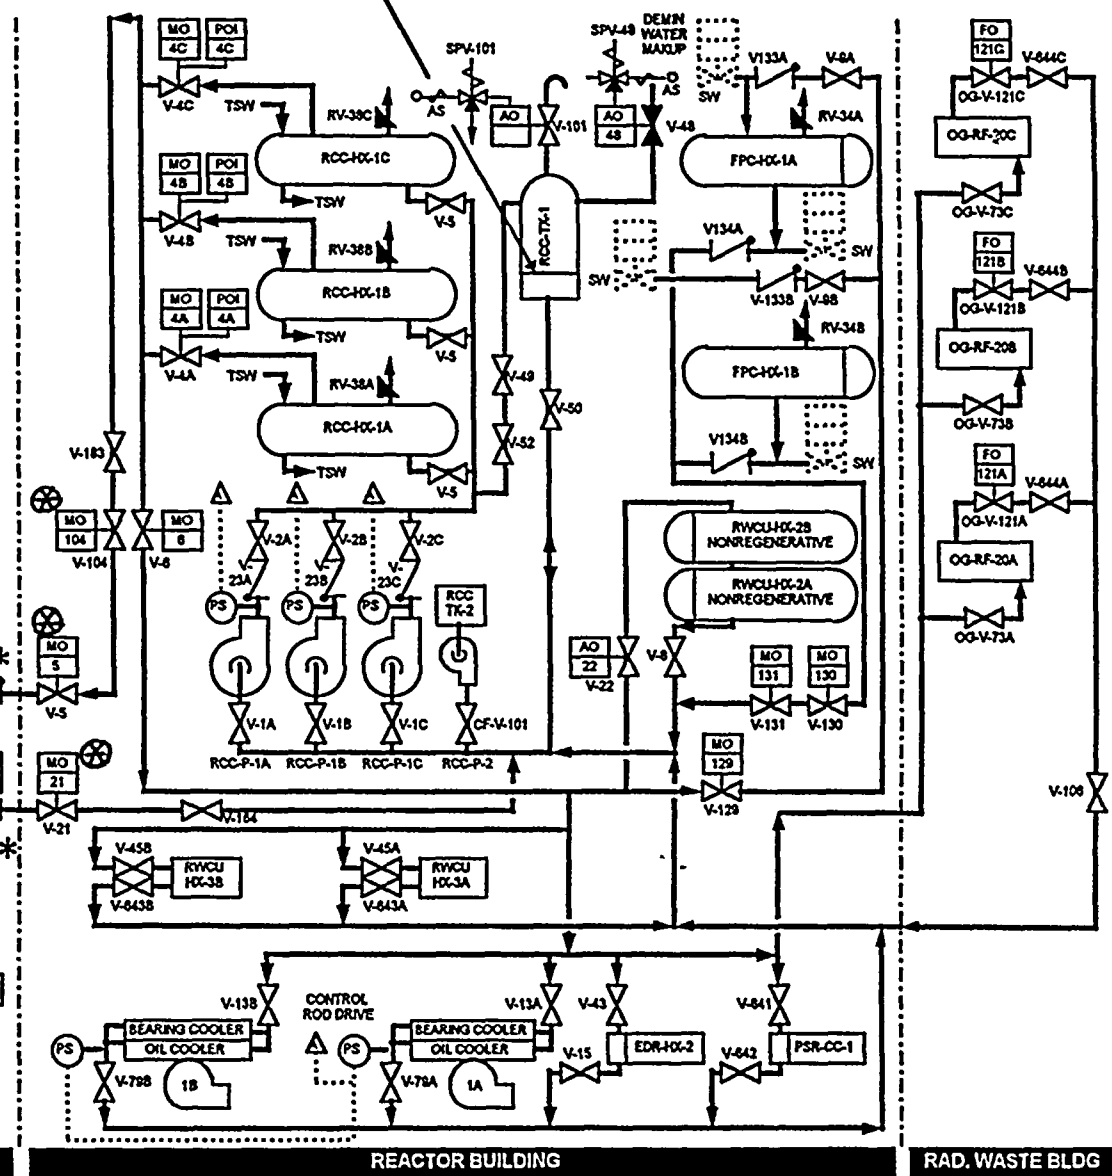 MO
4C
POI
4C
V-4C
TSW
RV-38C
RCC-HX-1C
TSW
V-5
MO
4B
POI
4B
V-4B
TSW
RV-38B
RCC-HX-1B
TSW
V-5
MO
4A
POI
4A
V-4A
TSW
RV-38A
RCC-HX-1A
TSW
V-5
SPV-101
AS
AO
V-101
SPV-48
AO
48
AS
V-48
DEMIN
WATER
MAKUP
RCC-TX-1
V-49
V-50
V-52
SW
V133A
V-9A
RV-34A
FPC-HX-1A
V134A
SW
SW
V-133B
V-9B
RV-34B
FPC-HX-1B
V134B
SW
FO
121C
V-644C
OG-V-121C
OG-RF-20C
OG-V-73C
FO
121B
V-644B
OG-V-121B
OG-RF-20B
OG-V-73B
FO
121A
V-644A
OG-V-121A
OG-RF-20A
OG-V-73A
V-106
V-183
MO
104
V-104
MO
6
V-6
MO
5
V-5
MO
21
V-21
V-184
V-2A
V-2B
V-2C
V-
23A
V-
23B
V-
23C
PS
PS
PS
RCC
TK-2
V-1A
V-1B
V-1C
CF-V-101
RCC-P-1A
RCC-P-1B
RCC-P-1C
RCC-P-2
RWCU-HX-2B
NONREGENERATIVE
RWCU-HX-2A
NONREGENERATIVE
AO
22
V-22
V-8
MO
131
V-131
MO
130
V-130
MO
129
V-129
V-45B
RWCU
HX-3B
V-643B
V-45A
RWCU
HX-3A
V-643A
V-13B
BEARING COOLER
OIL COOLER
PS
V-79B
1B
CONTROL
ROD DRIVE
PS
V-13A
BEARING COOLER
OIL COOLER
V-79A
1A
V-43
EDR-HX-2
V-15
V-641
PSR-CC-1
V-642
REACTOR BUILDING
RAD. WASTE BLDG